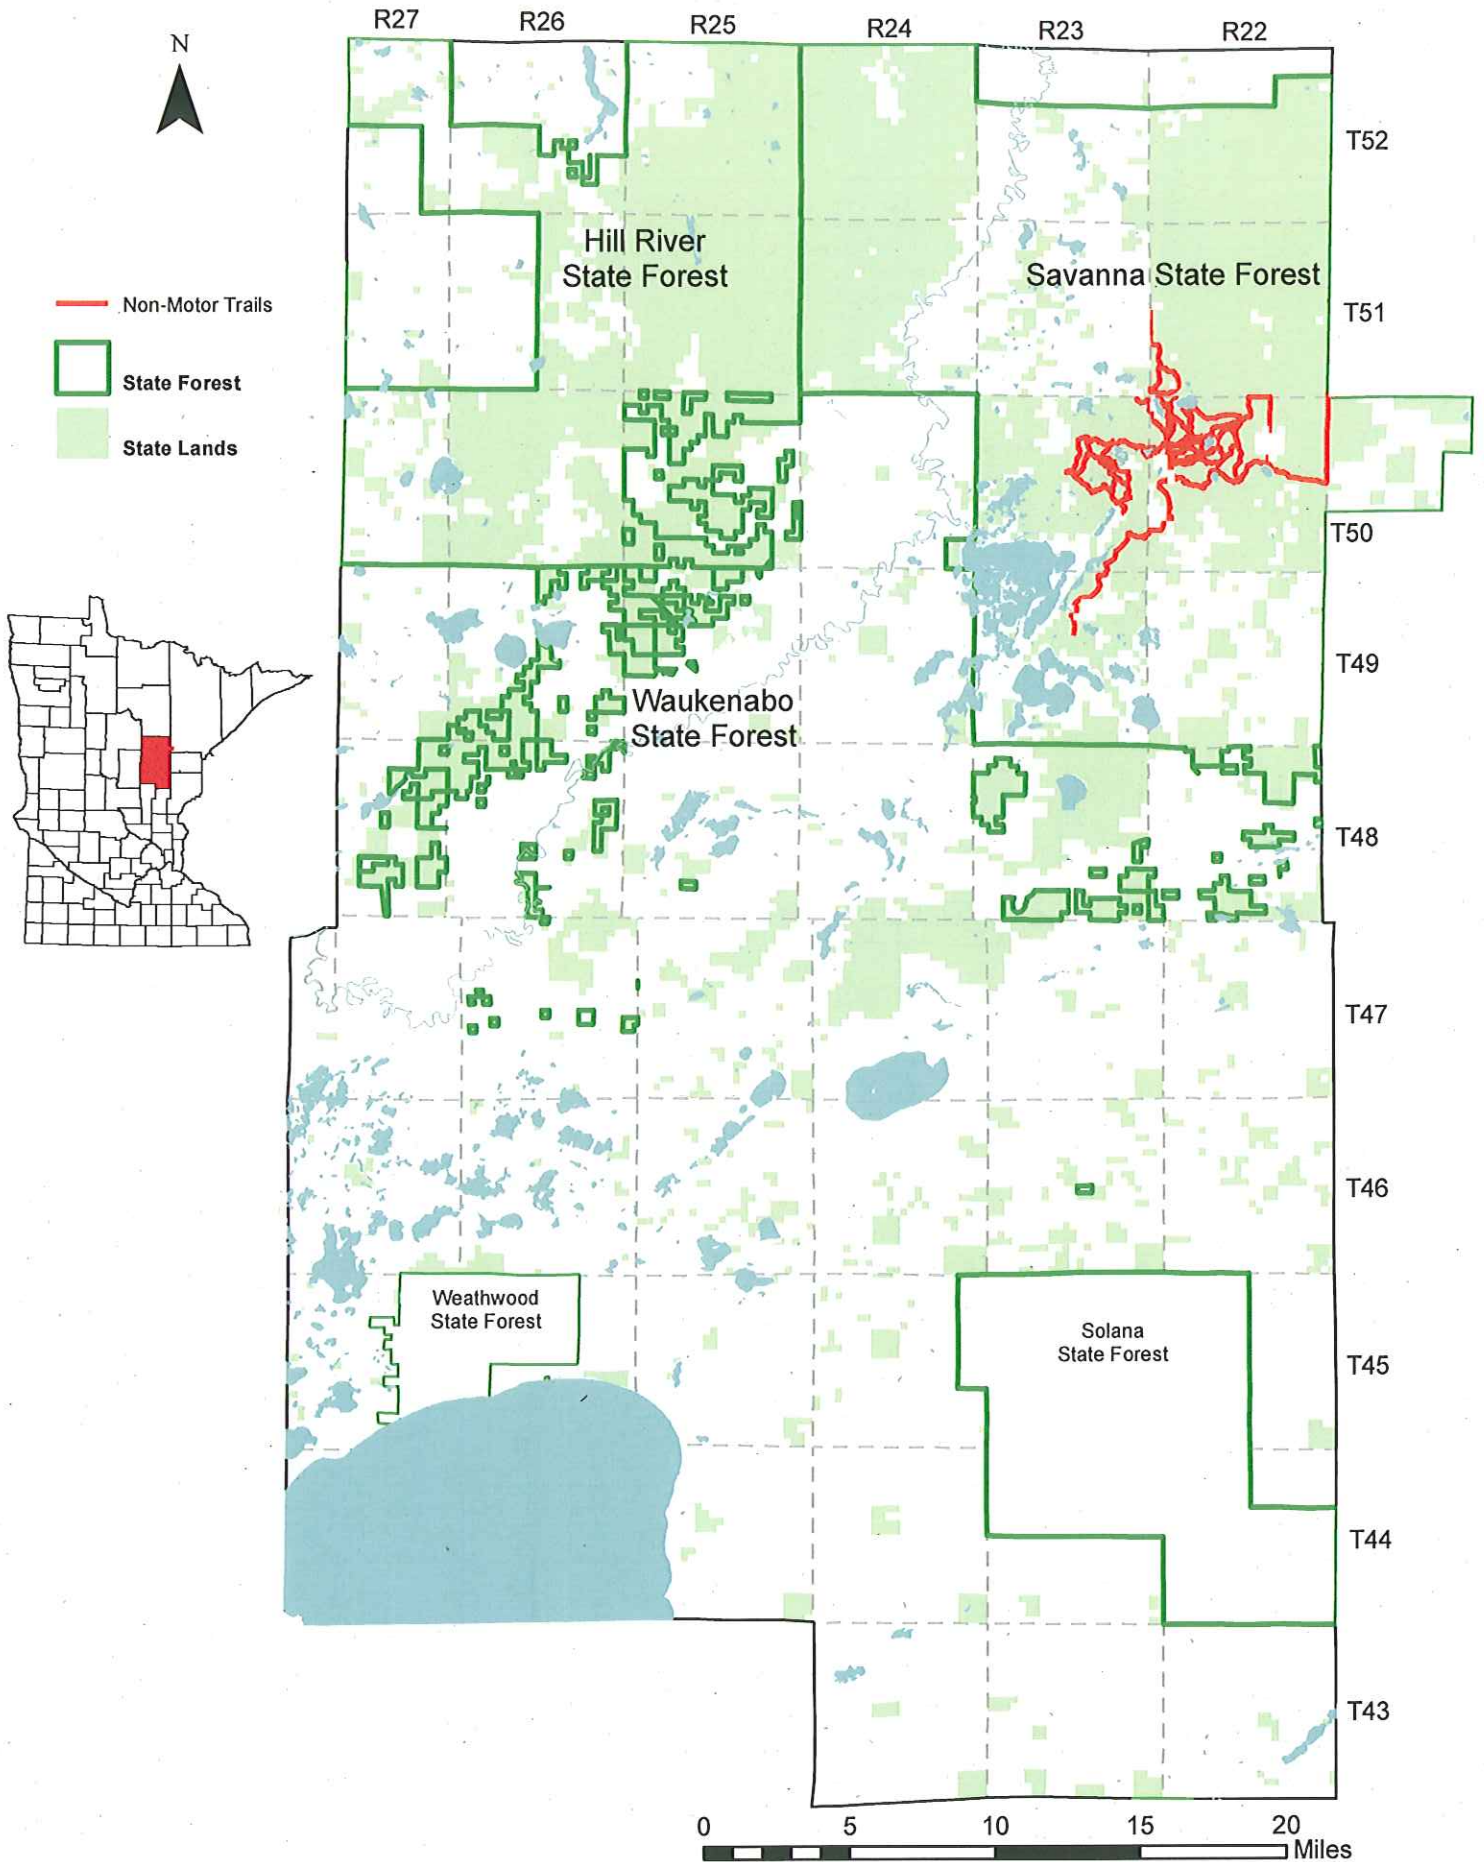 R27
R26
R25
R24
R23
R22
N
T52
Hill River
State Forest
Savanna State Forest
Non-Motor Trails
T51
State Forest
State Lands
T50
T49
Waukenabo
State Forest
T48
T47
T46
Weathwood
State Forest
Solana
State Forest
T45
T44
T43
0 5 10 15 20
Miles